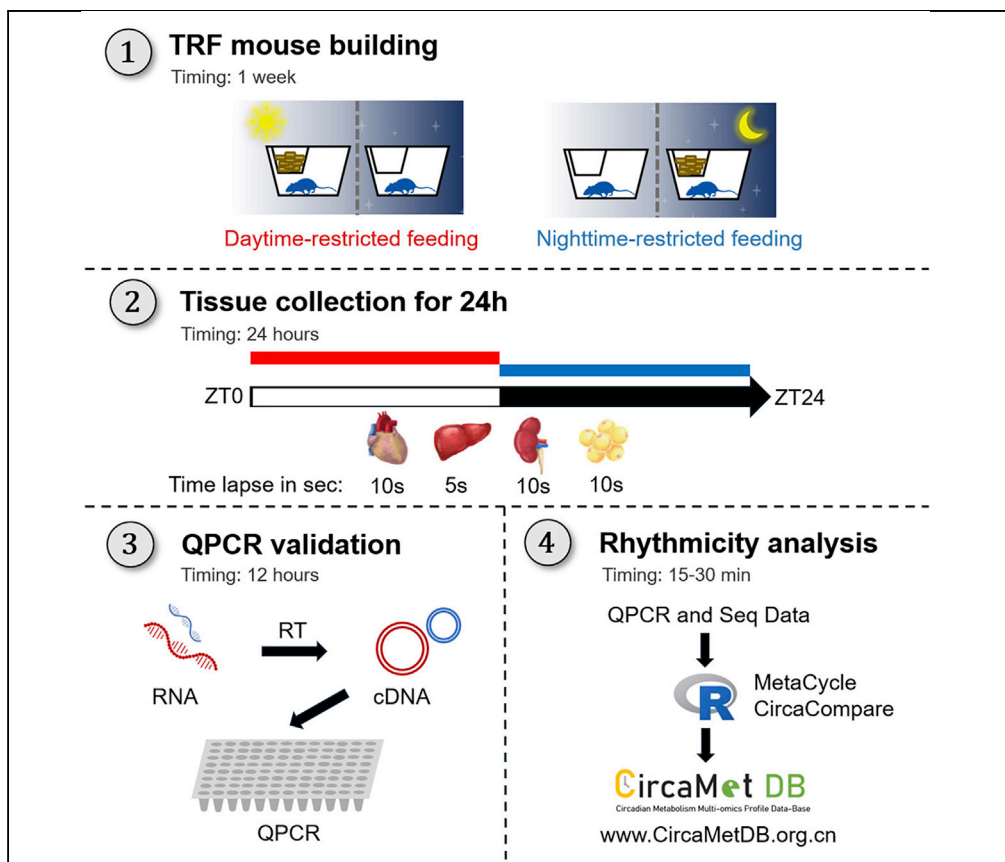 1
TRF mouse building
Timing: 1 week
Daytime-restricted feeding
Nighttime-restricted feeding
2
Tissue collection for 24h
Timing: 24 hours
ZT0
ZT24
Time lapse in sec: 10s 5s 10s 10s
3
QPCR validation
Timing: 12 hours
RT
RNA
cDNA
QPCR
4
Rhythmicity analysis
Timing: 15-30 min
QPCR and Seq Data
R
MetaCycle
CircaCompare
CircaMet DB
Circadian Metabolism Multi-omics Profile Data-Base
www.CircaMetDB.org.cn